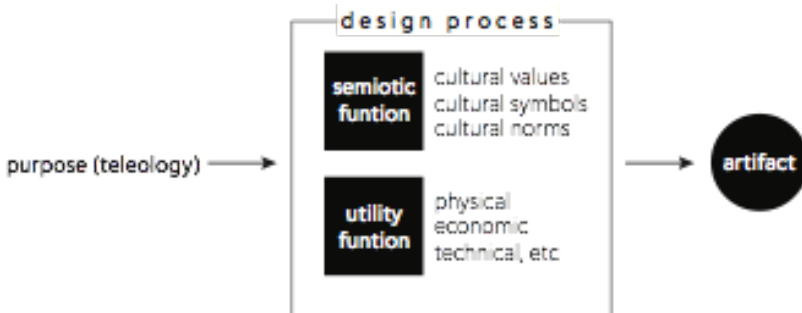 design process
semiotic
funtion
cultural values
cultural symbols
cultural norms
purpose (teleology)
artifact
utility
funtion
physical
economic
technical, etc